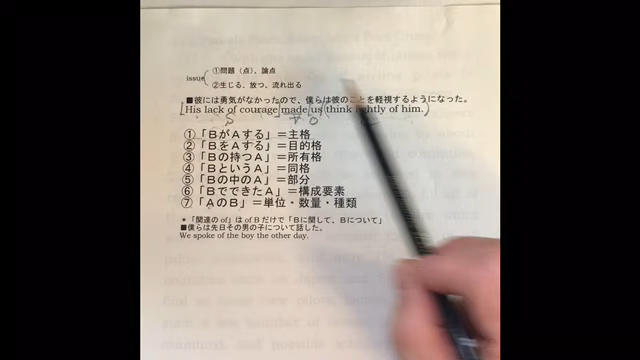 issue
①問題（点）、論点
②生じる、放つ、流れ出る
■彼には勇気がなかったので、僕らは彼のことを軽視するようになった。
[His lack of courage made us think lightly of him.)
S V O
①「BがAする」＝主格
②「BをAする」＝目的格
③「Bの持つA」＝所有格
④「BというA」＝同格
⑤「Bの中のA」＝部分
⑥「BでできたA」＝構成要素
⑦「AのB」＝単位・数量・種類
＊「関連のof」はof Bだけで「Bに関して、Bについて」
■僕らは先日その男の子について話した。
We spoke of the boy the other day.